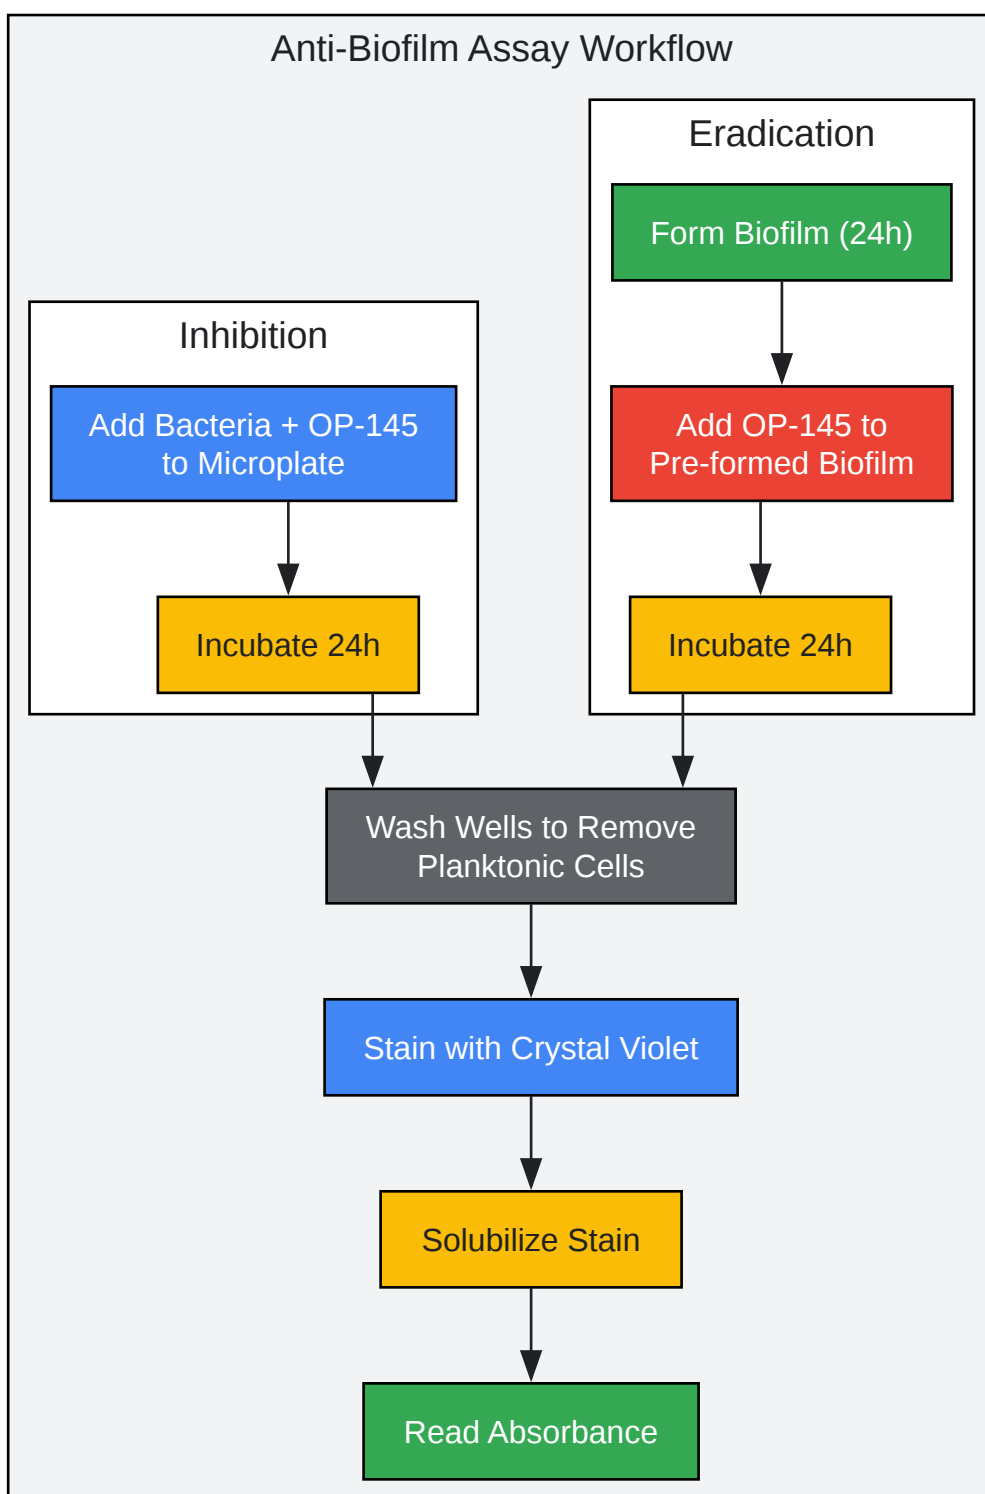 Anti-Biofilm Assay Workflow
Inhibition
Add Bacteria + OP-145
to Microplate
Incubate 24h
Eradication
Form Biofilm (24h)
Add OP-145 to
Pre-formed Biofilm
Incubate 24h
Wash Wells to Remove
Planktonic Cells
Stain with Crystal Violet
Solubilize Stain
Read Absorbance